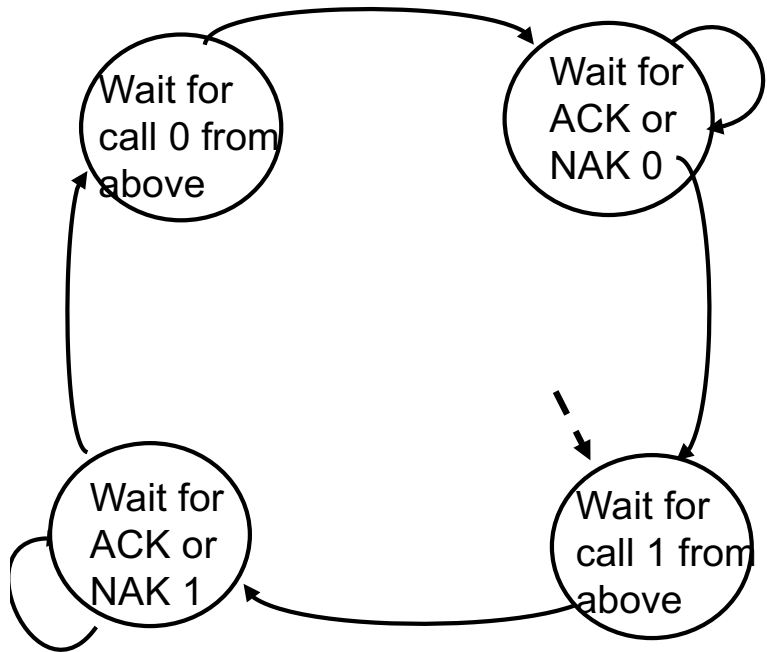 Wait for
call 0 from
above
Wait for
ACK or
NAK 0
Wait for
ACK or
NAK 1
Wait for
call 1 from
above